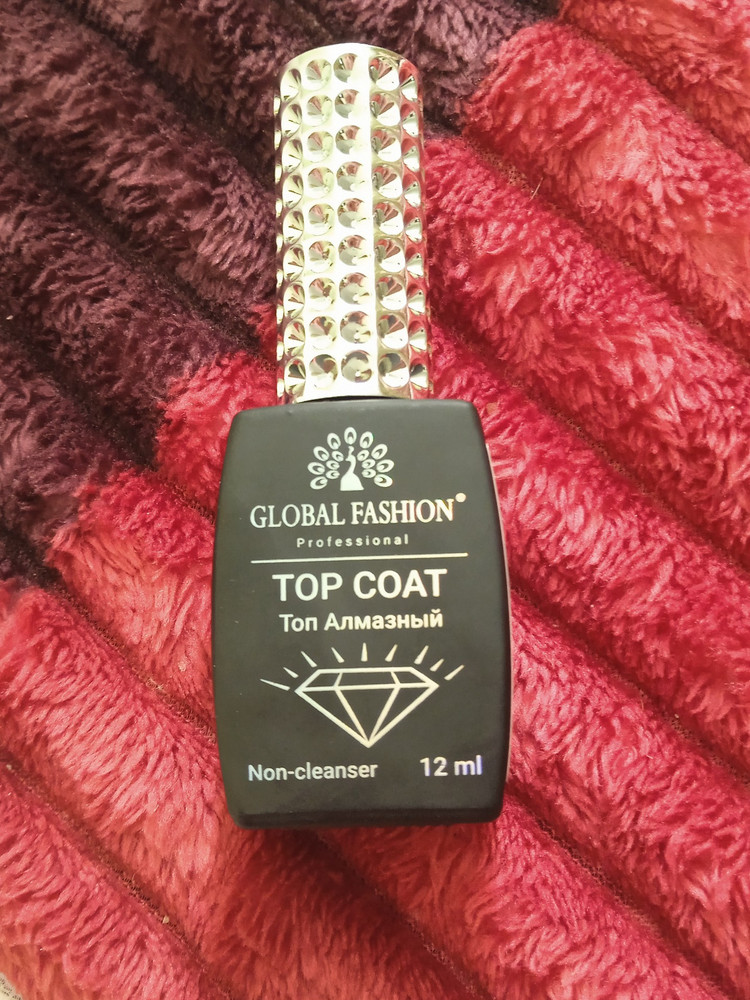 GLOBAL FASHION®
Professional
TOP COAT
Топ Алмазный
Non-cleanser 12 ml